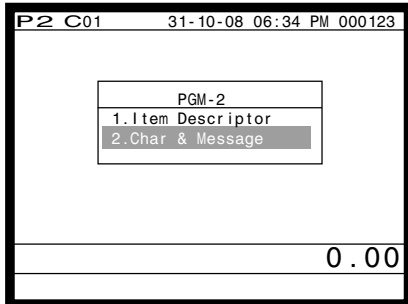 P2 C01 31-10-08 06:34 PM 000123
PGM-2
1.Item Descriptor
2.Char & Message
0.00